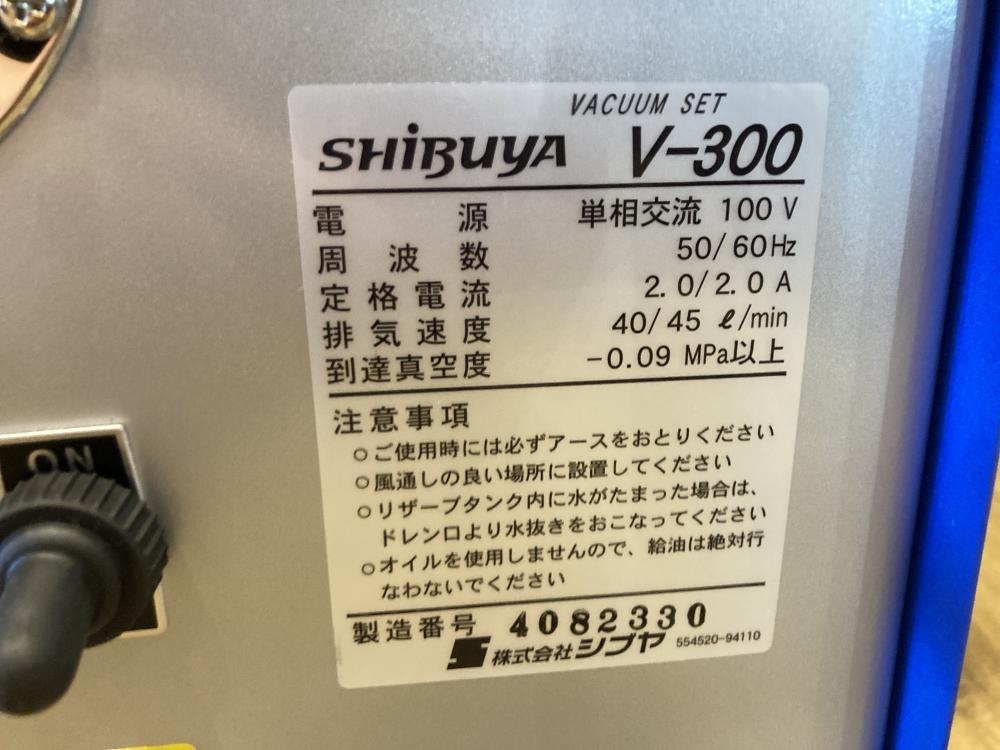 VACUUM SET
SHiBUYA V-300
電源 単相交流 100 V
周波数 50/60Hz
定格電流 2.0/2.0 A
排気速度 40/45 ℓ/min
到達真空度 -0.09 MPa以上
注意事項
○ご使用時には必ずアースをおとりください
○風通しの良い場所に設置してください
○リザーブタンク内に水がたまった場合は、
ドレン口より水抜きをおこなってください
○オイルを使用しませんので、給油は絶対行
なわないでください
製造番号 4082330
株式会社シブヤ 554520-94110
ON